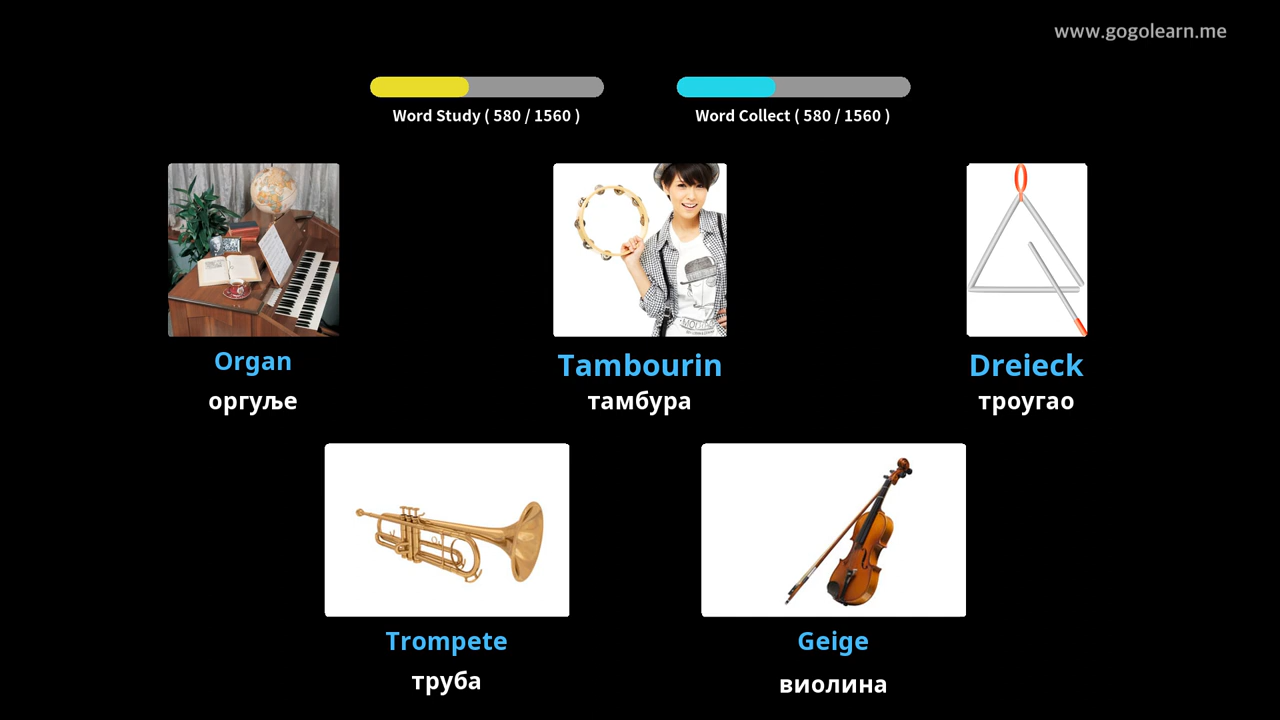 www.gogolearn.me
Word Study ( 580 / 1560 )
Word Collect ( 580 / 1560 )
Organ
оргуље
Tambourin
тамбура
Dreieck
троугао
Trompete
труба
Geige
виолина